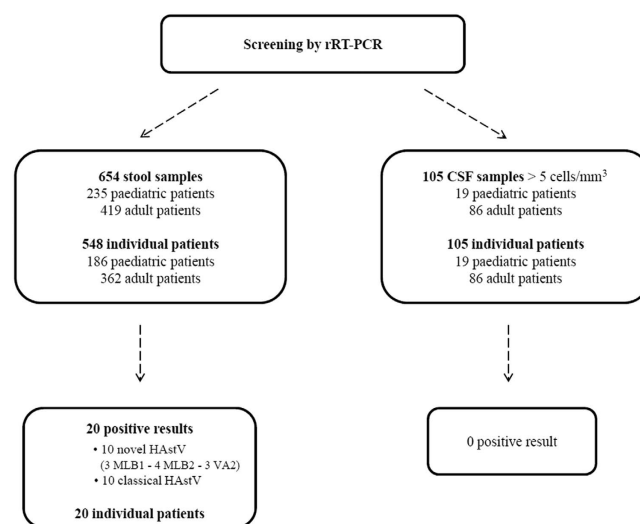 Screening by rRT-PCR
654 stool samples
235 paediatric patients
419 adult patients
548 individual patients
186 paediatric patients
362 adult patients
105 CSF samples > 5 cells/mm³
19 paediatric patients
86 adult patients
105 individual patients
19 paediatric patients
86 adult patients
20 positive results
• 10 novel HAstV
(3 MLB1 - 4 MLB2 - 3 VA2)
• 10 classical HAstV
20 individual patients
0 positive result